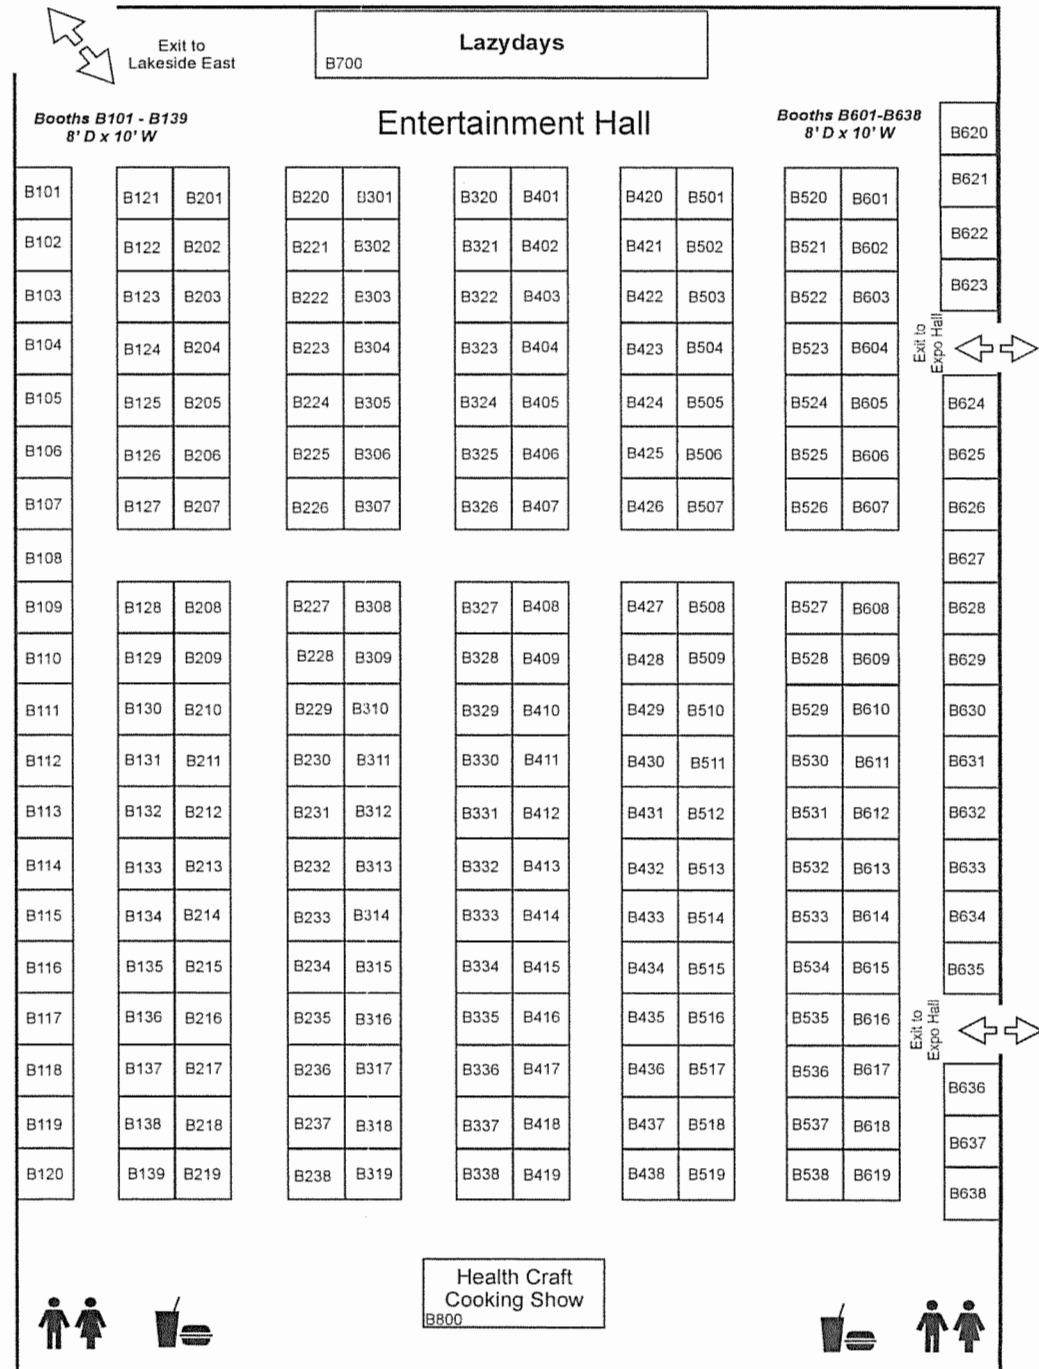 Exit to
Lakeside East
Lazydays
B700
Booths B101 - B139
8' D x 10' W
Entertainment Hall
Booths B601-B638
8' D x 10' W
B620
B621
B622
B623
Exit to
Expo Hall
B101 B121 B201 B220 B301 B320 B401 B420 B501 B520 B601
B102 B122 B202 B221 B302 B321 B402 B421 B502 B521 B602
B103 B123 B203 B222 B303 B322 B403 B422 B503 B522 B603
B104 B124 B204 B223 B304 B323 B404 B423 B504 B523 B604
B105 B125 B205 B224 B305 B324 B405 B424 B505 B524 B605 B624
B106 B126 B206 B225 B306 B325 B406 B425 B506 B525 B606 B625
B107 B127 B207 B226 B307 B326 B407 B426 B507 B526 B607 B626
B108 B627
B109 B128 B208 B227 B308 B327 B408 B427 B508 B527 B608 B628
B110 B129 B209 B228 B309 B328 B409 B428 B509 B528 B609 B629
B111 B130 B210 B229 B310 B329 B410 B429 B510 B529 B610 B630
B112 B131 B211 B230 B311 B330 B411 B430 B511 B530 B611 B631
B113 B132 B212 B231 B312 B331 B412 B431 B512 B531 B612 B632
B114 B133 B213 B232 B313 B332 B413 B432 B513 B532 B613 B633
B115 B134 B214 B233 B314 B333 B414 B433 B514 B533 B614 B634
B116 B135 B215 B234 B315 B334 B415 B434 B515 B534 B615 B635
B117 B136 B216 B235 B316 B335 B416 B435 B516 B535 B616
Exit to
Expo Hall
B118 B137 B217 B236 B317 B336 B417 B436 B517 B536 B617 B636
B119 B138 B218 B237 B318 B337 B418 B437 B518 B537 B618 B637
B120 B139 B219 B238 B319 B338 B419 B438 B519 B538 B619 B638
Health Craft
Cooking Show
B800